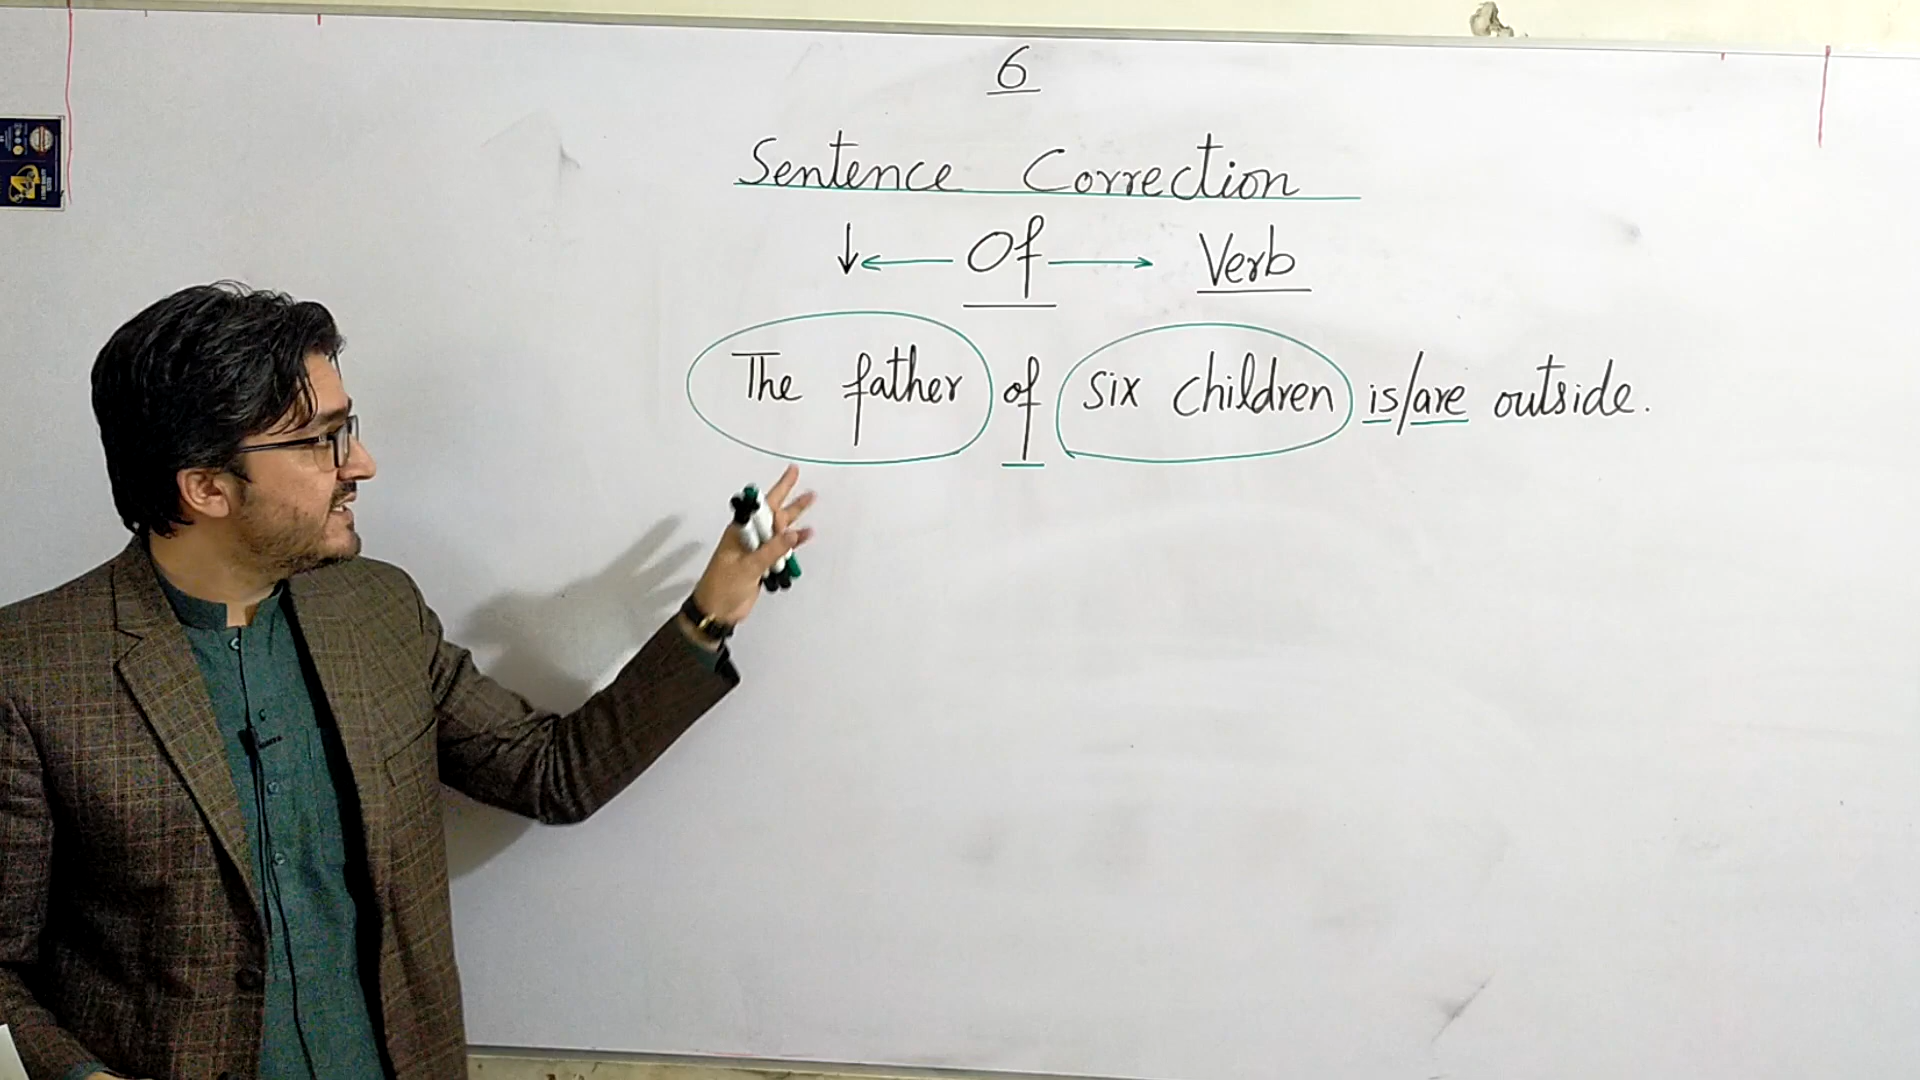 6
Sentence Correction
↓ ← Of → Verb
The father of six children is/are outside.